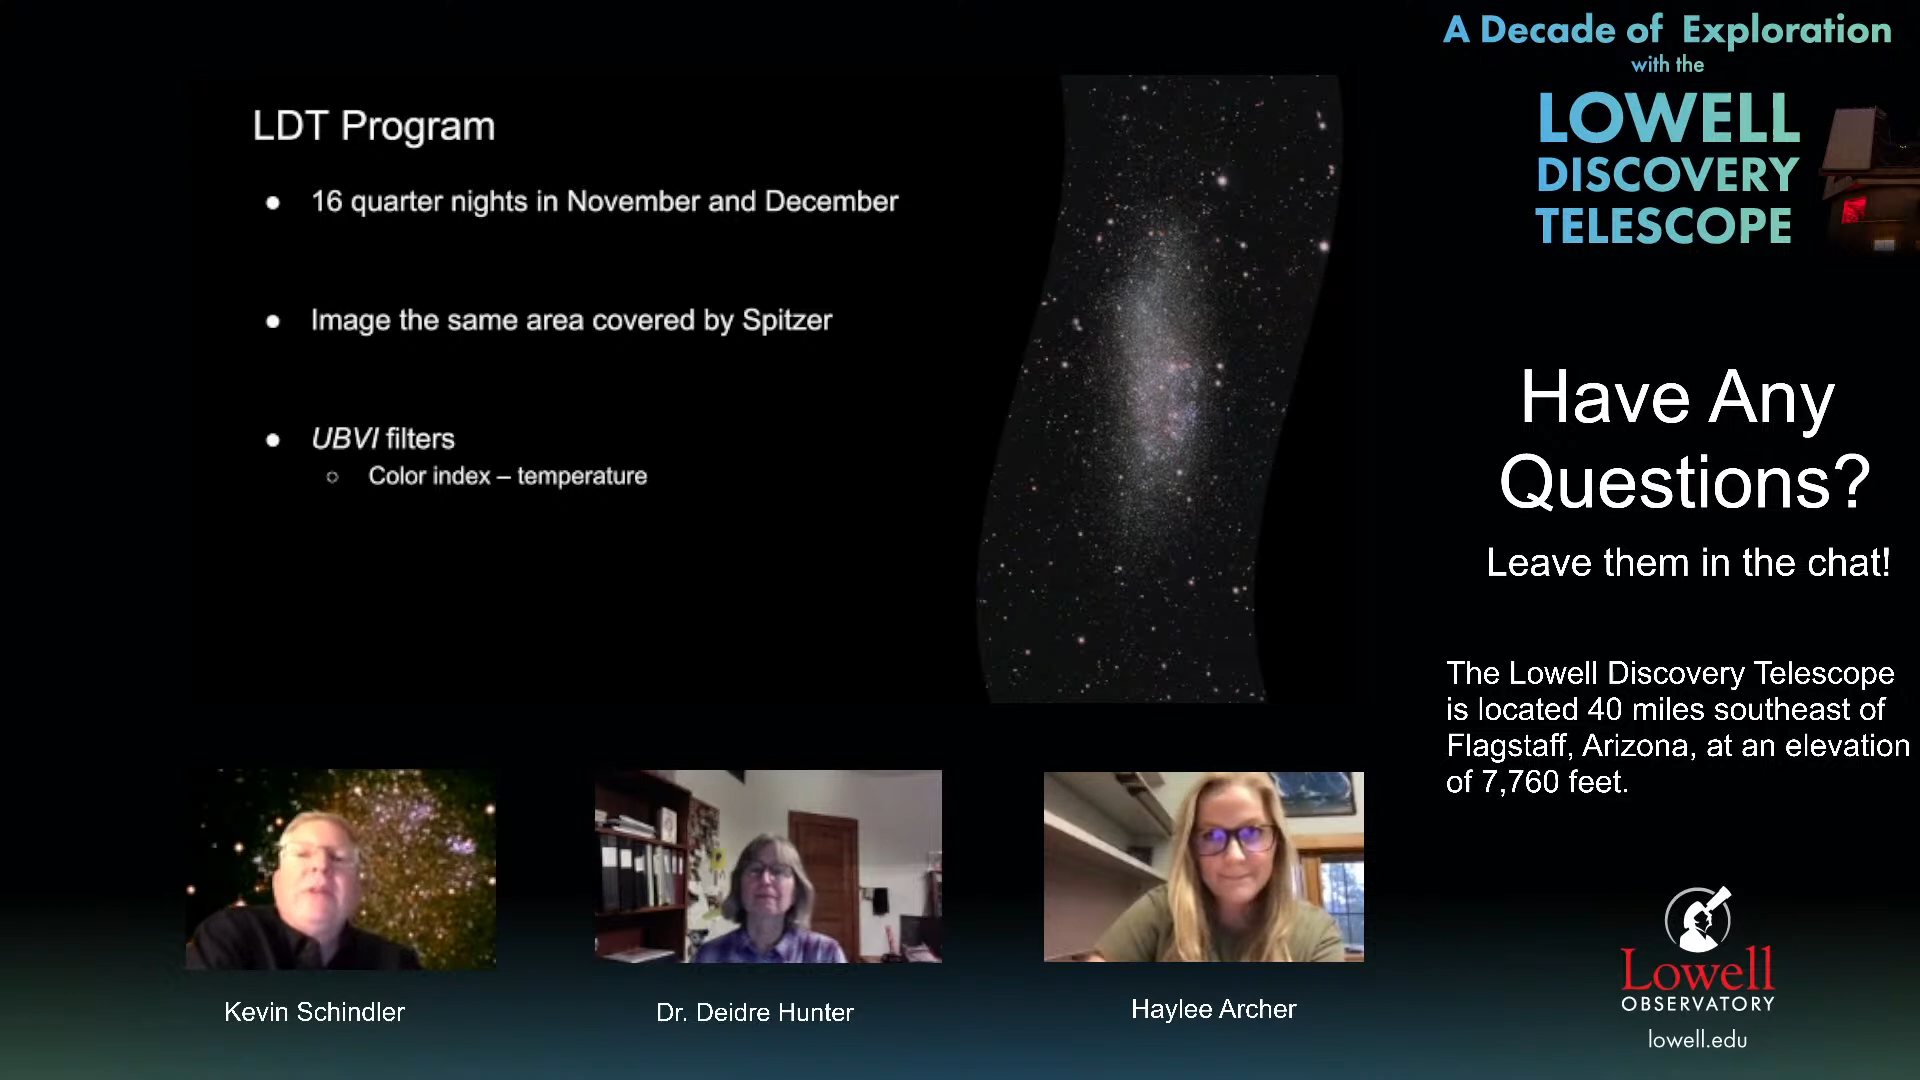 A Decade of Exploration
with the
LOWELL
DISCOVERY
TELESCOPE
LDT Program
● 16 quarter nights in November and December
● Image the same area covered by Spitzer
● UBVI filters
○ Color index – temperature
Have Any
Questions?
Leave them in the chat!
The Lowell Discovery Telescope
is located 40 miles southeast of
Flagstaff, Arizona, at an elevation
of 7,760 feet.
Kevin Schindler
Dr. Deidre Hunter
Haylee Archer
Lowell
OBSERVATORY
lowell.edu